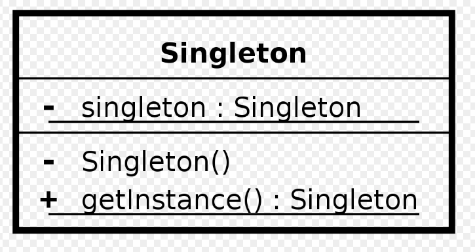 Singleton
- singleton : Singleton
- Singleton()
+ getInstance() : Singleton